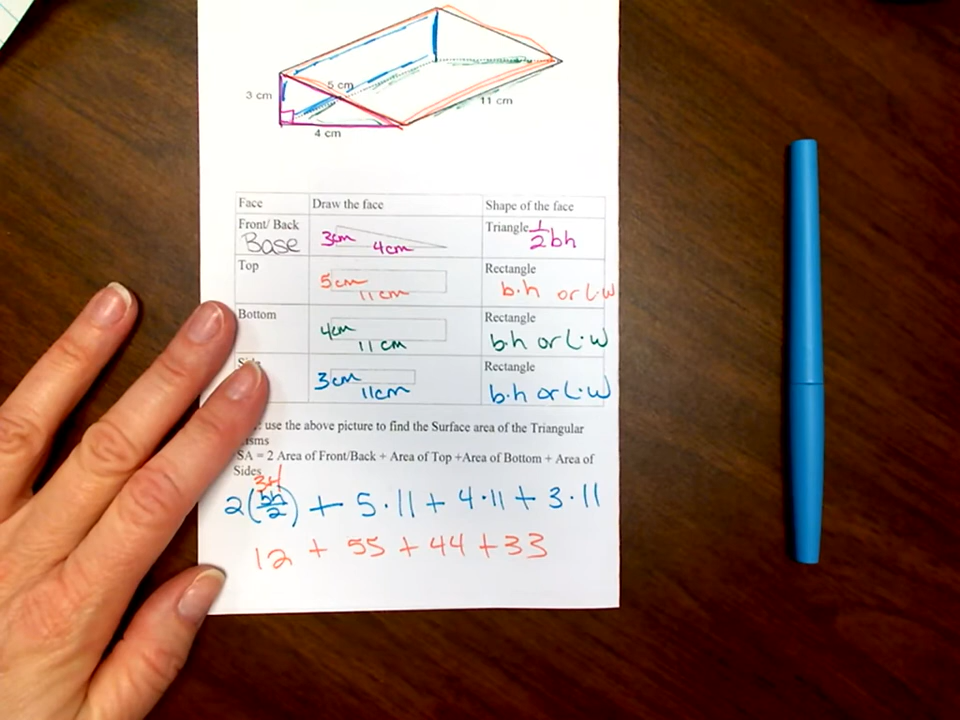 5 cm
3 cm
11 cm
4 cm
Face Draw the face Shape of the face
Front/ Back Triangle 1/2 bh
Base 3cm 4cm
Top 5cm 11cm Rectangle
b·h or L·W
Bottom 4cm 11cm Rectangle
b·h or L·W
3cm 11cm Rectangle
b·h or L·W
use the above picture to find the Surface area of the Triangular
SA = 2 Area of Front/Back + Area of Top +Area of Bottom + Area of
Sides
3·4
2(bh/2) + 5·11 + 4·11 + 3·11
12 + 55 + 44 + 33